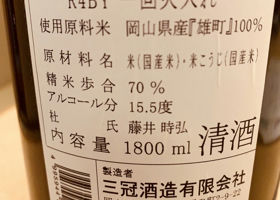 R4BY 一回火入れ
使用原料米 岡山県産『雄町』100%
原材料名 米(国産米)・米こうじ(国産米)
精米歩合 70%
アルコール分 15.5度
杜氏 藤井 時弘
内容量 1800ml 清酒
製造者
三冠酒造有限会社